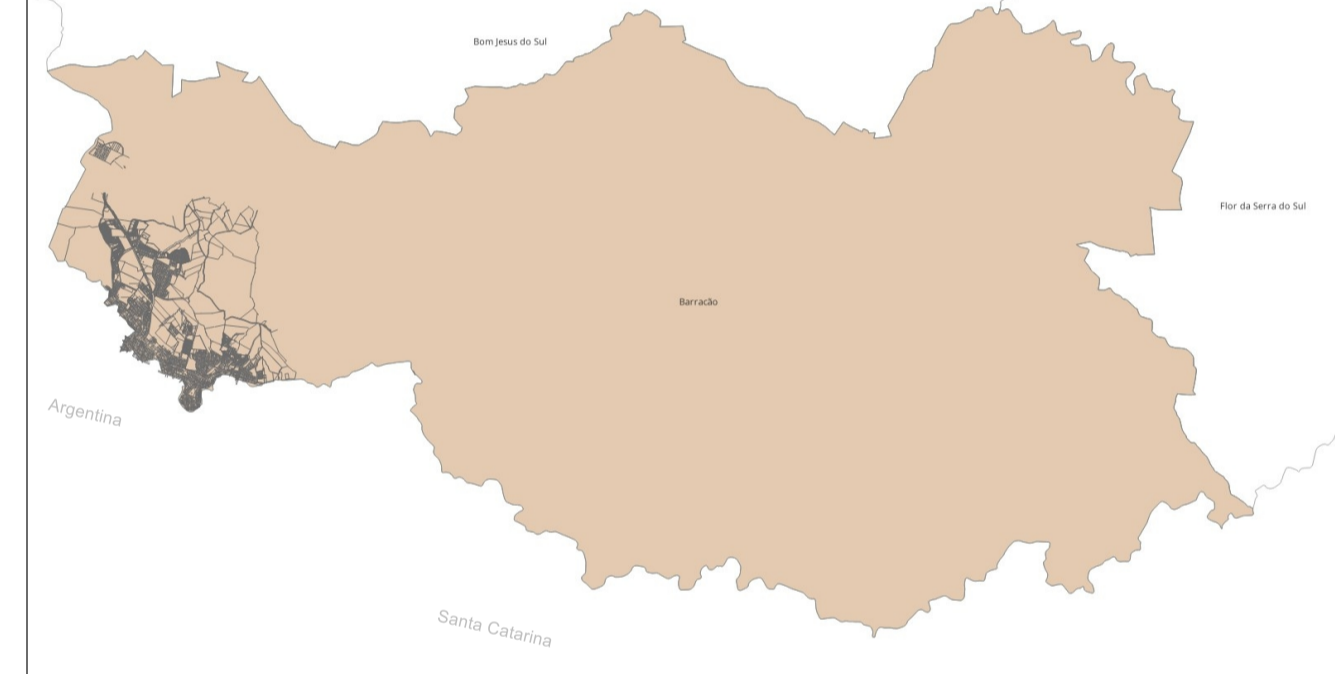 Bom Jesus do Sul
Flor da Serra do Sul
Barracão
Argentina
Santa Catarina